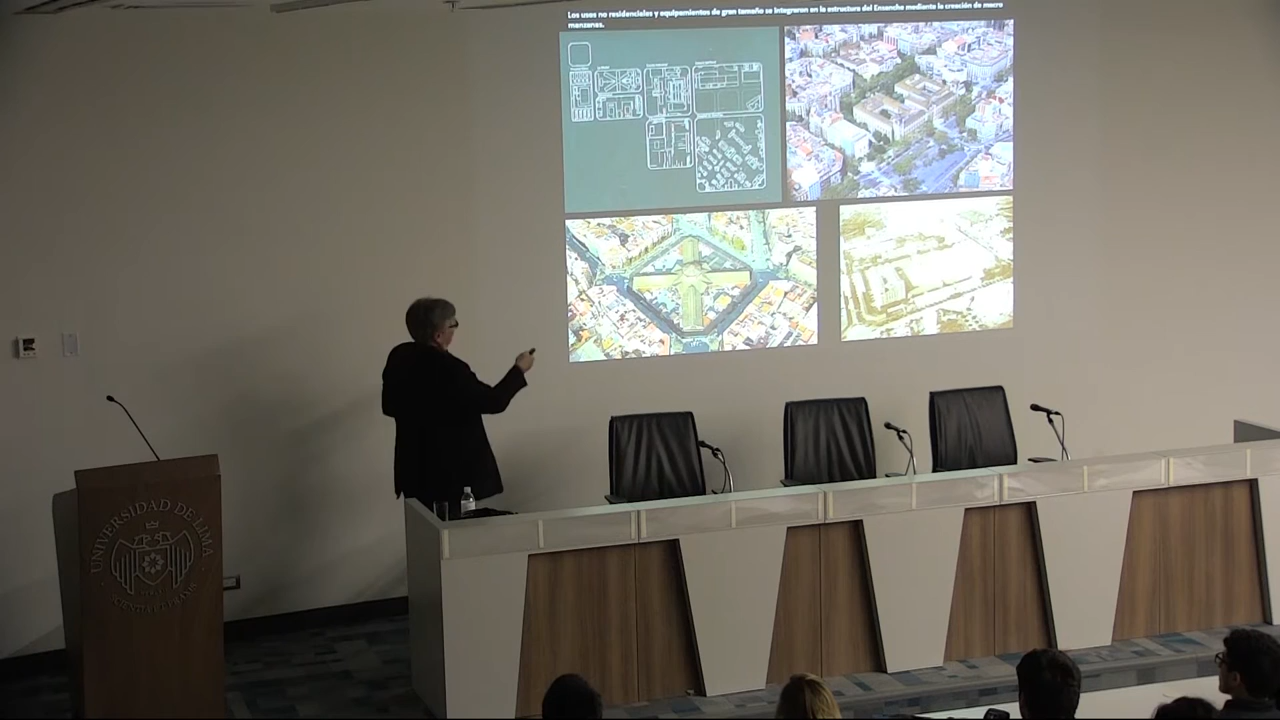 Los usos no residenciales y equipamientos de gran tamaño se integraron en la estructura del Ensanche mediante la creación de macro
manzanas.
UNIVERSIDAD DE LIMA